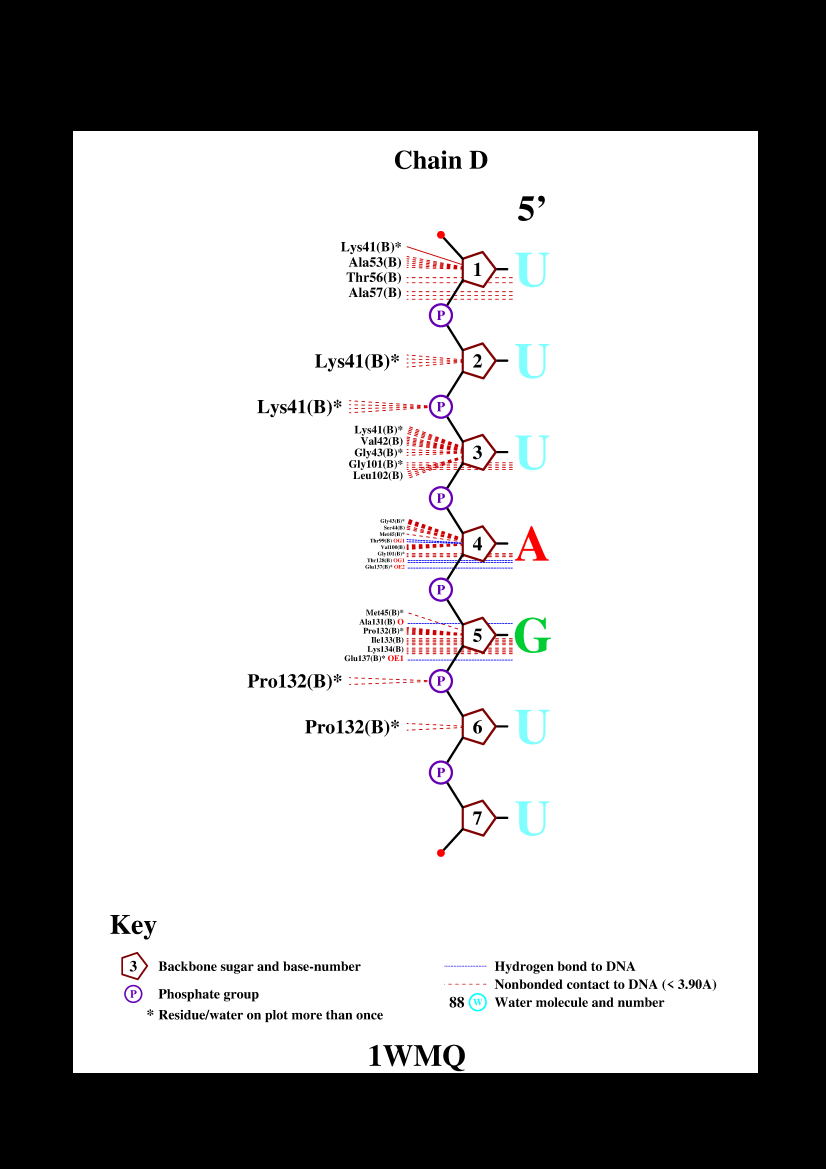 Chain D
5’
Lys41(B)*
Ala53(B)
Thr56(B)
Ala57(B)
1
U
P
Lys41(B)*
2
U
Lys41(B)*
P
Lys41(B)*
Val42(B)
Gly43(B)*
Gly101(B)*
Leu102(B)
3
U
P
Gly43(B)*
Ser44(B)
Met45(B)*
Thr99(B) OG1
Val100(B)
Gly101(B)*
Thr128(B) OG1
Glu137(B)* OE2
4
A
P
Met45(B)*
Ala131(B) O
Pro132(B)*
Ile133(B)
Lys134(B)
Glu137(B)* OE1
5
G
Pro132(B)*
P
Pro132(B)*
6
U
P
7
U
Key
3 Backbone sugar and base-number
P Phosphate group
* Residue/water on plot more than once
Hydrogen bond to DNA
Nonbonded contact to DNA (< 3.90A)
88 W Water molecule and number
1WMQ